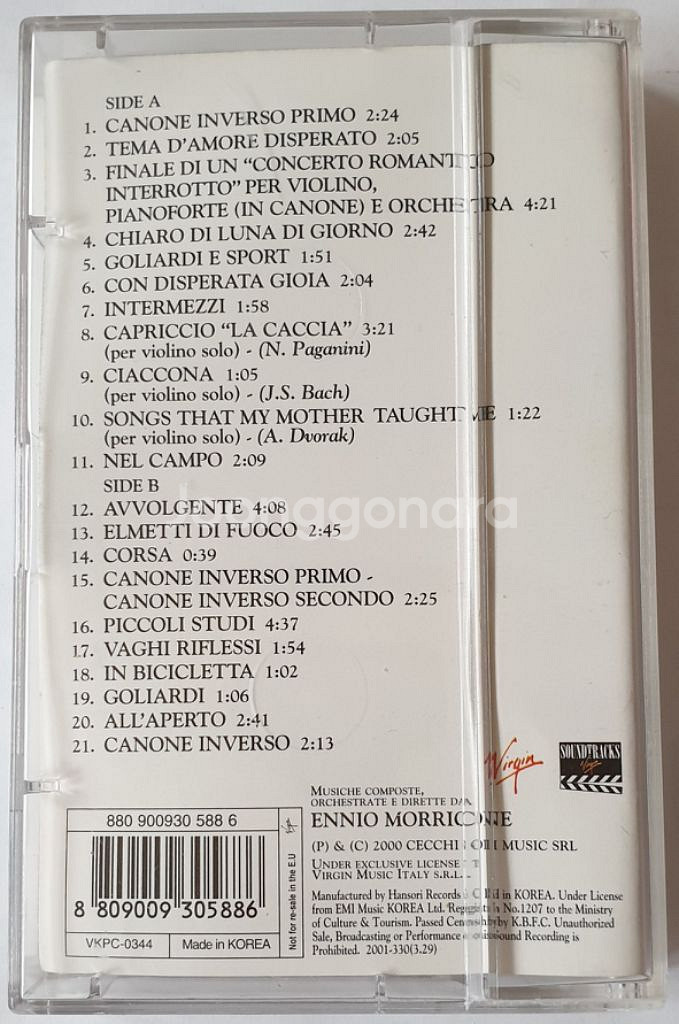 SIDE A
1. CANONE INVERSO PRIMO 2:24
2. TEMA D'AMORE DISPERATO 2:05
3. FINALE DI UN "CONCERTO ROMANTICO
INTERROTTO" PER VIOLINO,
PIANOFORTE (IN CANONE) E ORCHESTRA 4:21
4. CHIARO DI LUNA DI GIORNO 2:42
5. GOLIARDI E SPORT 1:51
6. CON DISPERATA GIOIA 2:04
7. INTERMEZZI 1:58
8. CAPRICCIO "LA CACCIA" 3:21
(per violino solo) - (N. Paganini)
9. CIACCONA 1:05
(per violino solo) - (J.S. Bach)
10. SONGS THAT MY MOTHER TAUGHT ME 1:22
(per violino solo) - (A. Dvorak)
11. NEL CAMPO 2:09
SIDE B
12. AVVOLGENTE 4:08
13. ELMETTI DI FUOCO 2:45
14. CORSA 0:39
15. CANONE INVERSO PRIMO -
CANONE INVERSO SECONDO 2:25
16. PICCOLI STUDI 4:37
17. VAGHI RIFLESSI 1:54
18. IN BICICLETTA 1:02
19. GOLIARDI 1:06
20. ALL'APERTO 2:41
21. CANONE INVERSO 2:13
joonggonara
Virgin
SOUNDTRACKS
Virgin
MUSICHE COMPOSTE,
ORCHESTRATE E DIRETTE DA
ENNIO MORRICONE
(P) & (C) 2000 CECCHI GORI MUSIC SRL
UNDER EXCLUSIVE LICENSE
VIRGIN MUSIC ITALY S.R.L.
Manufactured by Hansori Records in KOREA. Under License
from EMI Music KOREA Ltd. No.1207 to the Ministry
of Culture & Tourism. Passed by K.B.F.C. Unauthorized
Sale, Broadcasting or Performance Recording is
Prohibited. 2001-330(3.29)
880 900930 588 6
8 809009 305886
VKPC-0344 Made in KOREA
Not for re-sale in the E.U